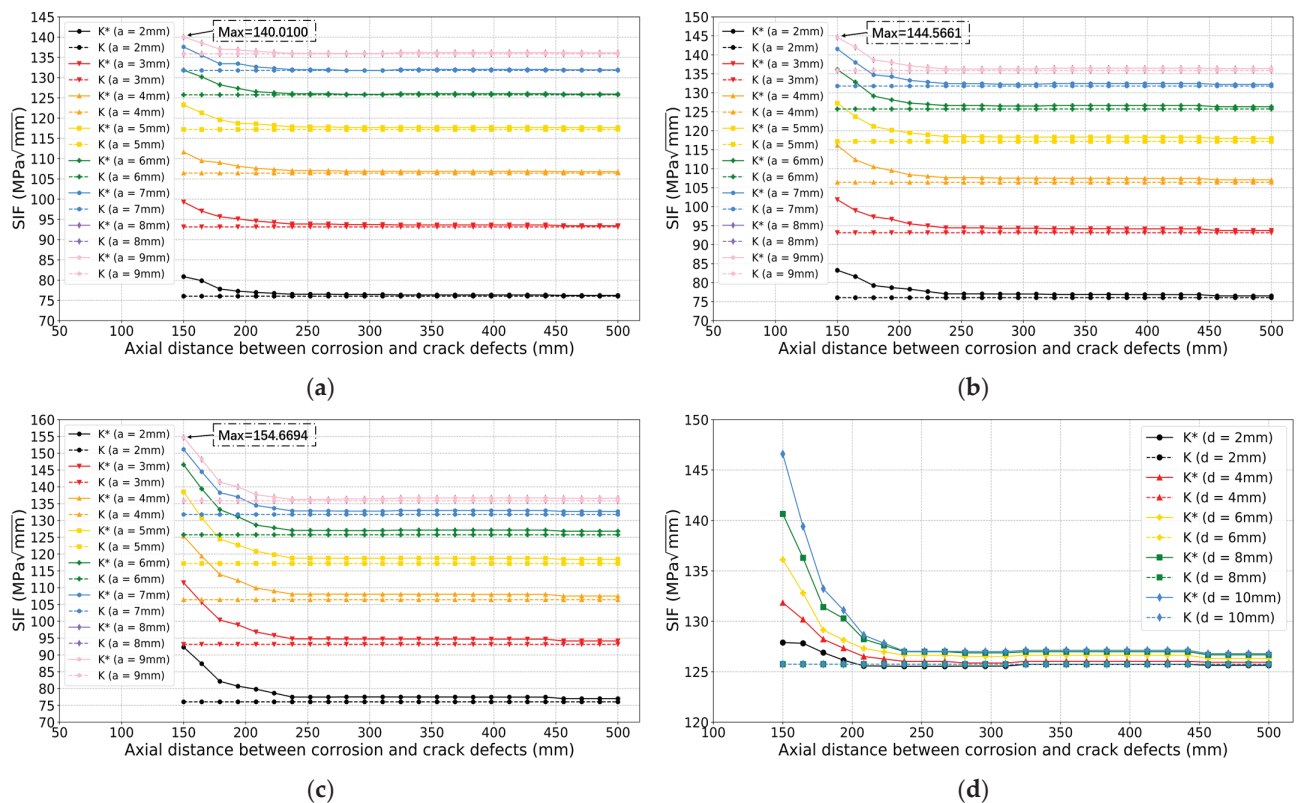 145
140
135
130
125
120
115
110
105
100
95
90
85
80
75
70
SIF (MPa√mm)
K* (a = 2mm)
K (a = 2mm)
K* (a = 3mm)
K (a = 3mm)
K* (a = 4mm)
K (a = 4mm)
K* (a = 5mm)
K (a = 5mm)
K* (a = 6mm)
K (a = 6mm)
K* (a = 7mm)
K (a = 7mm)
K* (a = 8mm)
K (a = 8mm)
K* (a = 9mm)
K (a = 9mm)
Max=140.0100
50 100 150 200 250 300 350 400 450 500
Axial distance between corrosion and crack defects (mm)
(a)
150
145
140
135
130
125
120
115
110
105
100
95
90
85
80
75
70
SIF (MPa√mm)
K* (a = 2mm)
K (a = 2mm)
K* (a = 3mm)
K (a = 3mm)
K* (a = 4mm)
K (a = 4mm)
K* (a = 5mm)
K (a = 5mm)
K* (a = 6mm)
K (a = 6mm)
K* (a = 7mm)
K (a = 7mm)
K* (a = 8mm)
K (a = 8mm)
K* (a = 9mm)
K (a = 9mm)
Max=144.5661
50 100 150 200 250 300 350 400 450 500
Axial distance between corrosion and crack defects (mm)
(b)
160
155
150
145
140
135
130
125
120
115
110
105
100
95
90
85
80
75
70
SIF (MPa√mm)
K* (a = 2mm)
K (a = 2mm)
K* (a = 3mm)
K (a = 3mm)
K* (a = 4mm)
K (a = 4mm)
K* (a = 5mm)
K (a = 5mm)
K* (a = 6mm)
K (a = 6mm)
K* (a = 7mm)
K (a = 7mm)
K* (a = 8mm)
K (a = 8mm)
K* (a = 9mm)
K (a = 9mm)
Max=154.6694
50 100 150 200 250 300 350 400 450 500
Axial distance between corrosion and crack defects (mm)
(c)
150
145
140
135
130
125
120
SIF (MPa√mm)
K* (d = 2mm)
K (d = 2mm)
K* (d = 4mm)
K (d = 4mm)
K* (d = 6mm)
K (d = 6mm)
K* (d = 8mm)
K (d = 8mm)
K* (d = 10mm)
K (d = 10mm)
100 150 200 250 300 350 400 450 500
Axial distance between corrosion and crack defects (mm)
(d)